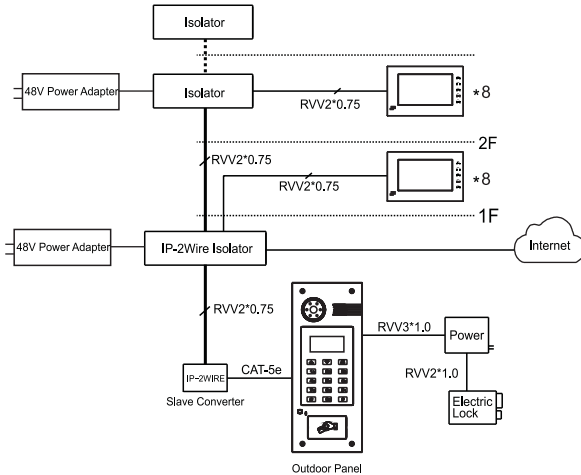 Isolator
48V Power Adapter
Isolator
RVV2*0.75
*8
2F
RVV2*0.75
RVV2*0.75
*8
1F
48V Power Adapter
IP-2Wire Isolator
Internet
RVV2*0.75
RVV3*1.0
Power
IP-2WIRE
CAT-5e
RVV2*1.0
Slave Converter
Electric
Lock
Outdoor Panel